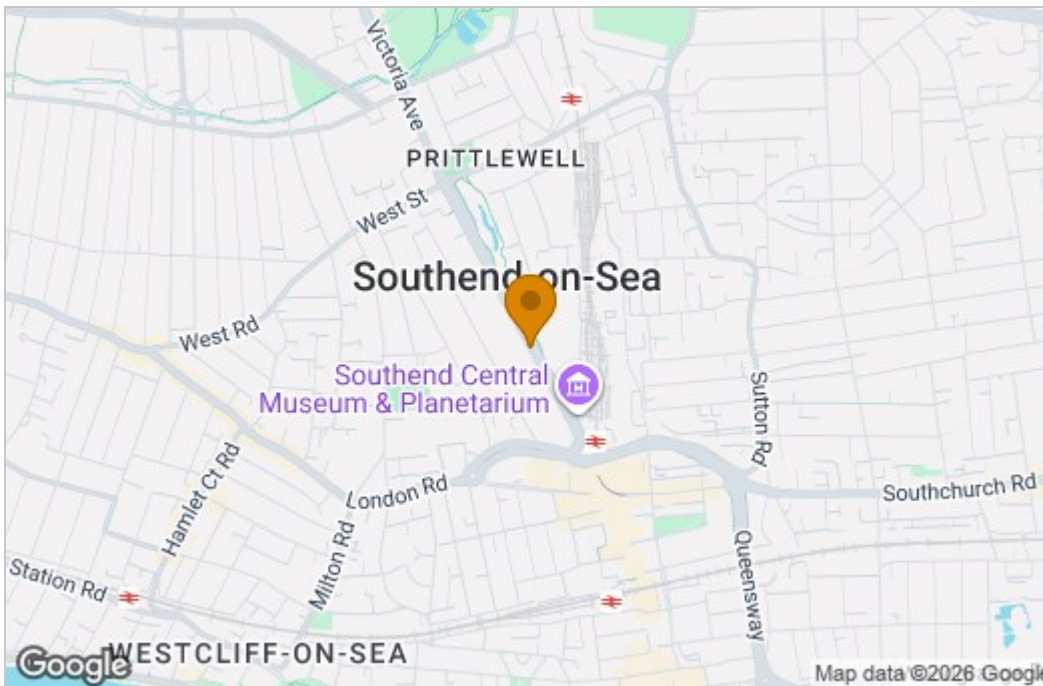 Victoria Ave
PRITTLEWELL
West St
Southend-on-Sea
West Rd
Southend Central
Museum & Planetarium
Sutton Rd
Hamlet Ct Rd
London Rd
Southchurch Rd
Milton Rd
Queensway
Station Rd
WESTCLIFF-ON-SEA
Google
Map data ©2026 Google